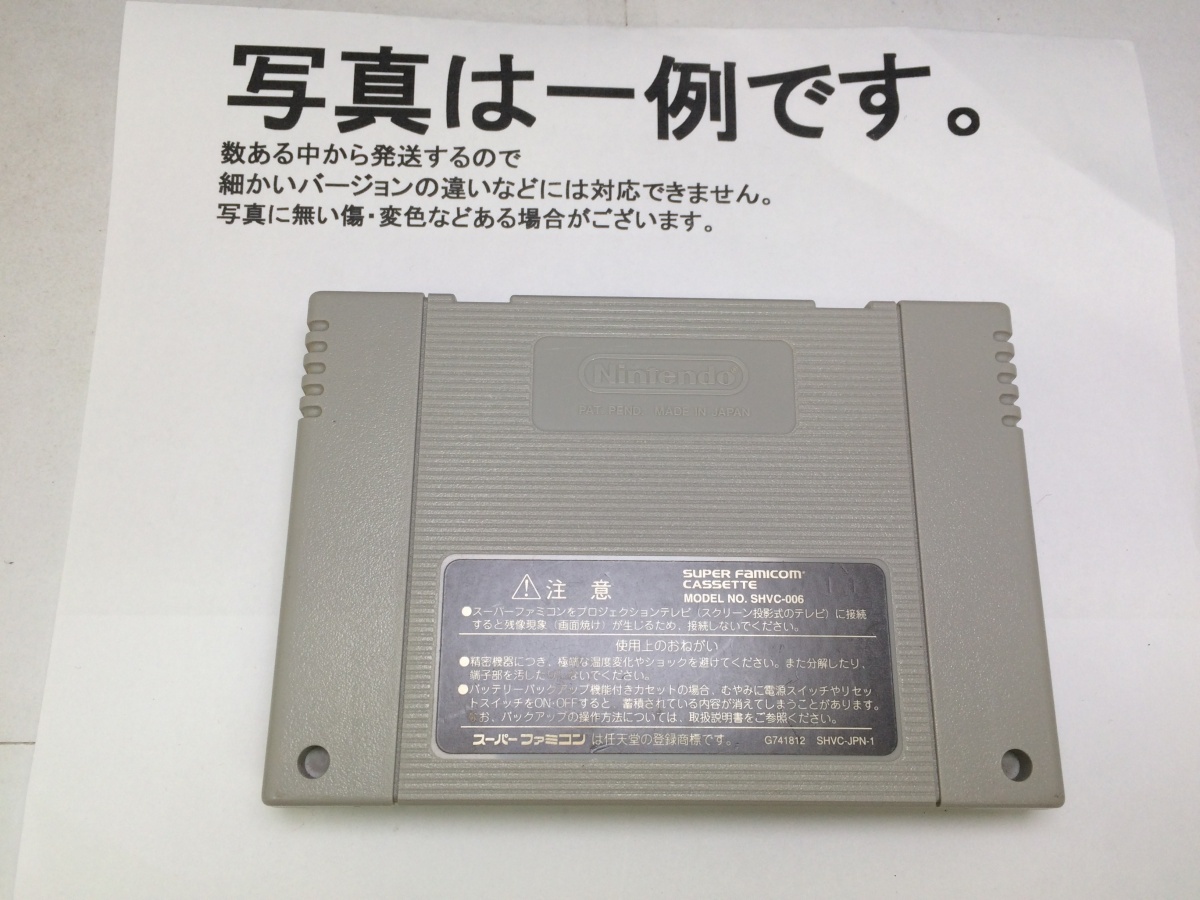 写真は一例です。
数ある中から発送するので
細かいバージョンの違いなどには対応できません。
写真に無い傷・変色などある場合がございます。
Nintendo
PAT. PEND. MADE IN JAPAN
⚠注意
SUPER FAMICOM
CASSETTE
MODEL NO. SHVC-006
●スーパーファミコンをプロジェクションテレビ（スクリーン投影式のテレビ）に接続
すると残像現象（画面焼け）が生じるため、接続しないでください。
使用上のおねがい
●精密機器につき、極端な温度変化やショックを避けてください。また分解したり、
端子部を汚した ないでください。
●バッテリーバックアップ機能付きカセットの場合、むやみに電源スイッチやリセッ
トスイッチをON・OFFすると、蓄積されている内容が消えてしまうことがあります。
なお、バックアップの操作方法については、取扱説明書をご参照ください。
スーパーファミコンは任天堂の登録商標です。 G741812 SHVC-JPN-1